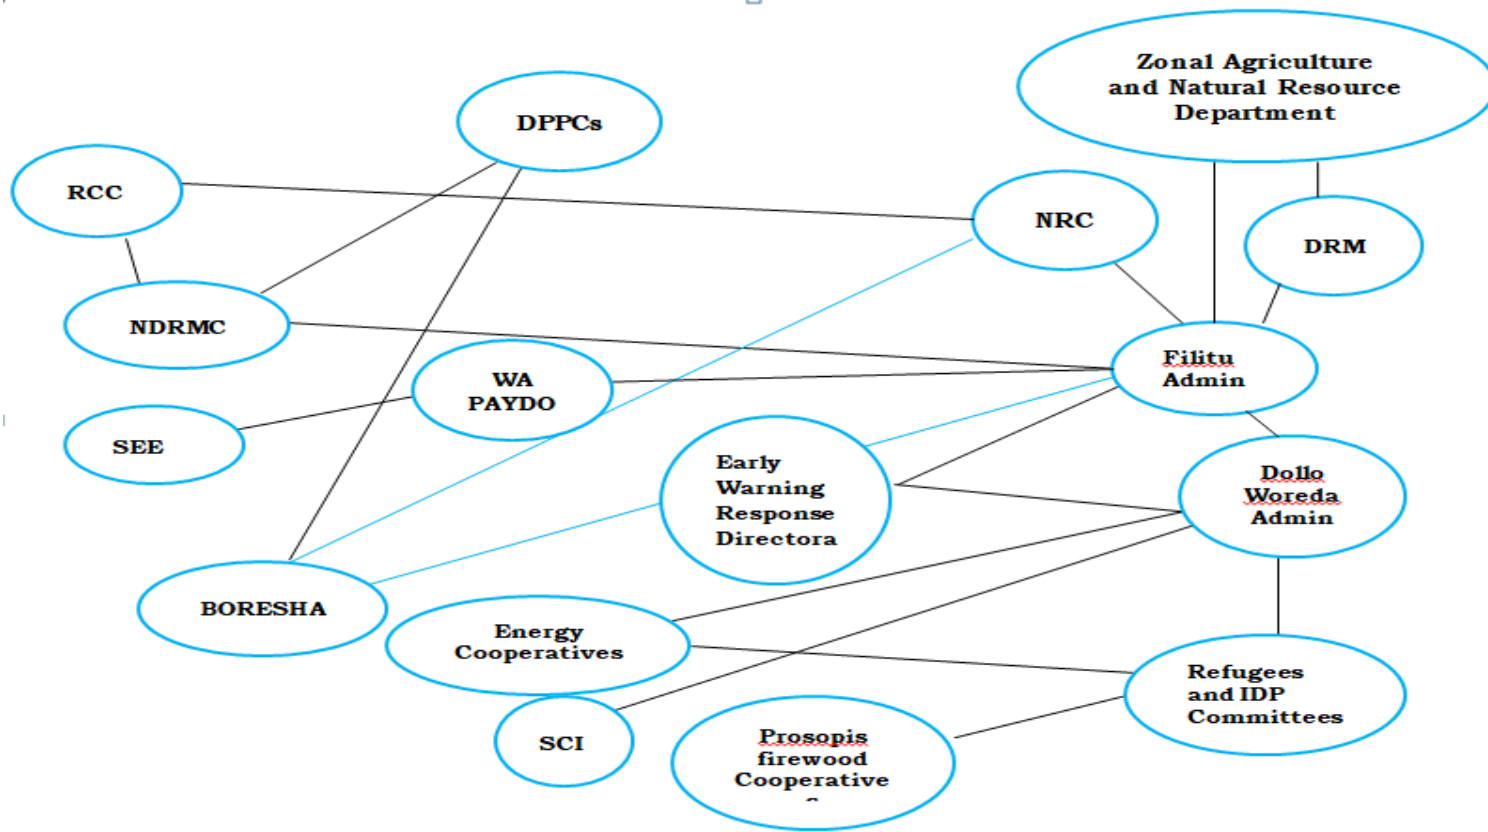 Zonal Agriculture
and Natural Resource
Department
DPPCs
RCC
NRC
DRM
NDRMC
Filitu
Admin
WA
PAYDO
SEE
Early
Warning
Response
Directora
Dollo
Woreda
Admin
BORESHA
Energy
Cooperatives
Refugees
and IDP
Committees
SCI
Prosopis
firewood
Cooperative